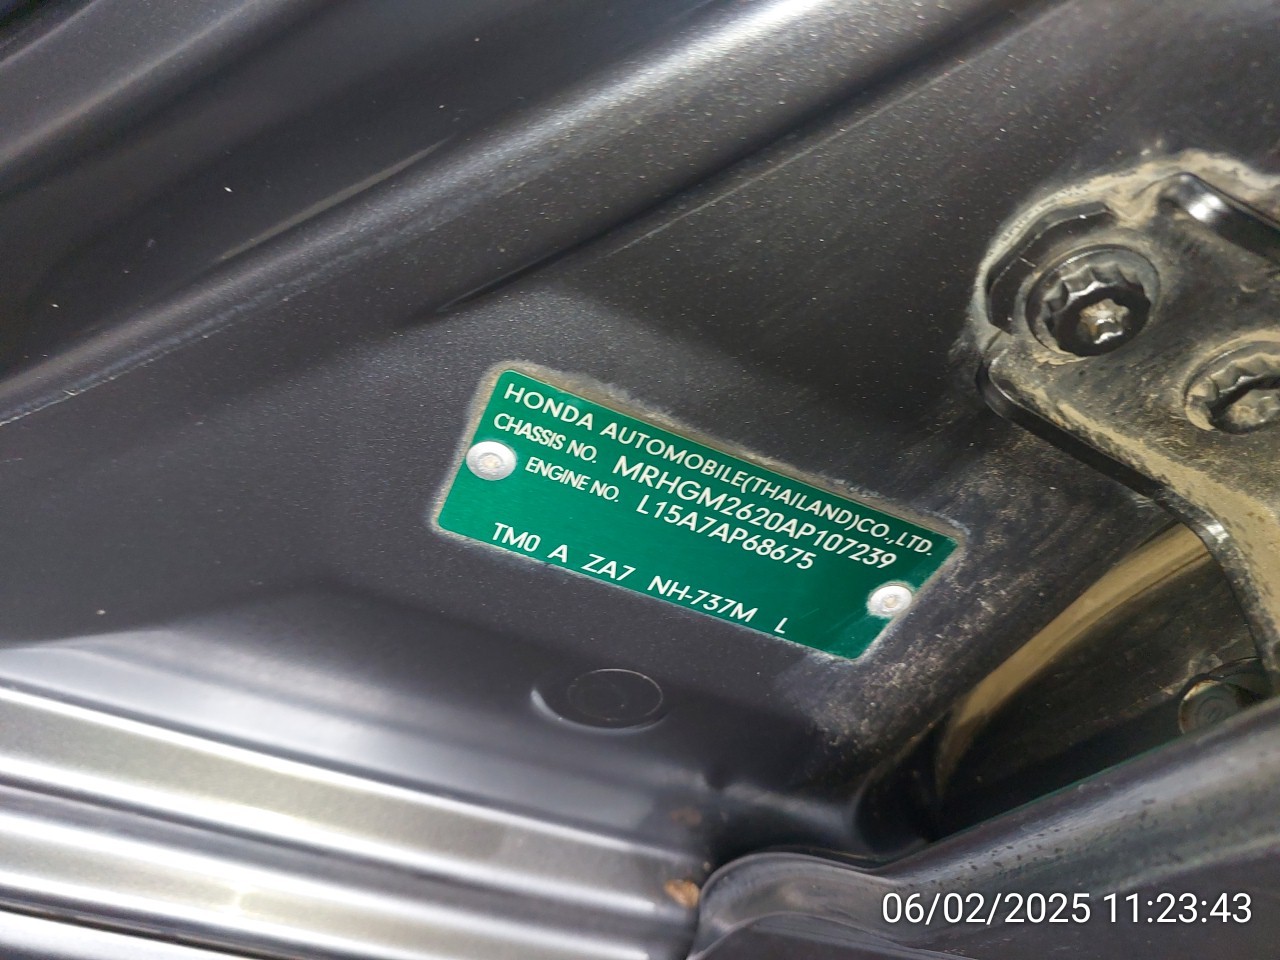 HONDA AUTOMOBILE(THAILAND)CO.,LTD.
CHASSIS NO. MRHGM2620AP107239
ENGINE NO. L15A7AP68675
TM0 A ZA7 NH-737M L
06/02/2025 11:23:43